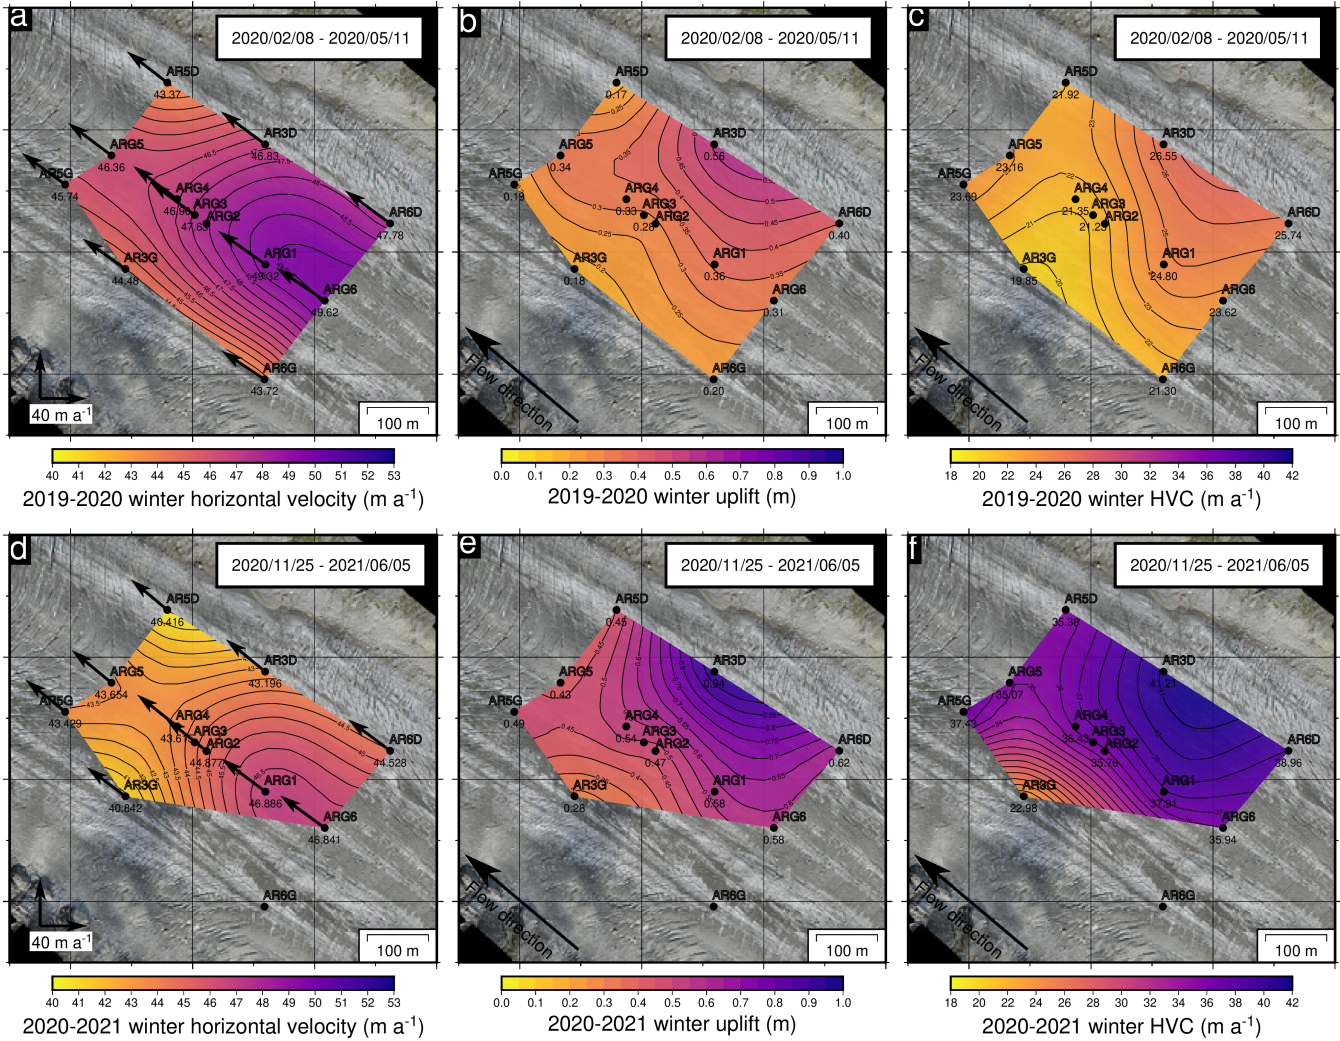 a
2020/02/08 - 2020/05/11
AR5D
43.37
AR3D
46.83
ARG5
46.36
AR5G
45.74
ARG4
46.90
ARG3
47.63
ARG2
AR6D
47.78
AR3G
44.48
ARG1
49.32
ARG6
49.62
AR6G
43.72
40 m a-1
100 m
40 41 42 43 44 45 46 47 48 49 50 51 52 53
2019-2020 winter horizontal velocity (m a-1)
b
2020/02/08 - 2020/05/11
AR5D
0.17
AR3D
0.56
ARG5
0.34
AR5G
0.19
ARG4
0.33
ARG3
ARG2
0.28
AR6D
0.40
AR3G
0.18
ARG1
0.36
ARG6
0.31
AR6G
0.20
Flow direction
100 m
0.0 0.1 0.2 0.3 0.4 0.5 0.6 0.7 0.8 0.9 1.0
2019-2020 winter uplift (m)
c
2020/02/08 - 2020/05/11
AR5D
21.92
AR3D
26.55
ARG5
23.16
AR5G
ARG4
21.35
ARG3
ARG2
AR6D
25.74
AR3G
19.85
ARG1
24.80
ARG6
23.62
AR6G
21.30
Flow direction
100 m
18 20 22 24 26 28 30 32 34 36 38 40 42
2019-2020 winter HVC (m a-1)
d
2020/11/25 - 2021/06/05
AR5D
40.416
AR3D
43.196
ARG5
43.654
AR5G
43.429
ARG4
ARG3
ARG2
44.877
AR6D
44.528
AR3G
40.842
ARG1
46.886
ARG6
46.841
AR6G
40 m a-1
100 m
40 41 42 43 44 45 46 47 48 49 50 51 52 53
2020-2021 winter horizontal velocity (m a-1)
e
2020/11/25 - 2021/06/05
AR5D
0.45
AR3D
0.94
ARG5
0.43
AR5G
0.49
ARG4
0.54
ARG3
ARG2
0.47
AR6D
0.62
AR3G
0.28
ARG1
0.58
ARG6
0.58
AR6G
Flow direction
100 m
0.0 0.1 0.2 0.3 0.4 0.5 0.6 0.7 0.8 0.9 1.0
2020-2021 winter uplift (m)
f
2020/11/25 - 2021/06/05
AR5D
35.38
AR3D
41.21
ARG5
35.07
AR5G
37.43
ARG4
36.43
ARG3
ARG2
35.76
AR6D
38.96
AR3G
22.98
ARG1
37.91
ARG6
35.94
AR6G
Flow direction
100 m
18 20 22 24 26 28 30 32 34 36 38 40 42
2020-2021 winter HVC (m a-1)